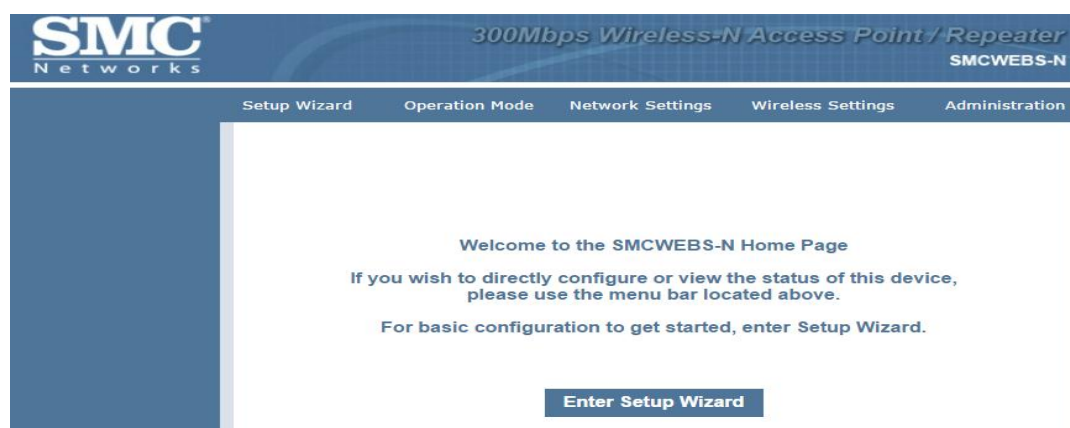 SMC®
Networks
300Mbps Wireless-N Access Point / Repeater
SMCWEBS-N
Setup Wizard Operation Mode Network Settings Wireless Settings Administration
Welcome to the SMCWEBS-N Home Page
If you wish to directly configure or view the status of this device,
please use the menu bar located above.
For basic configuration to get started, enter Setup Wizard.
Enter Setup Wizard